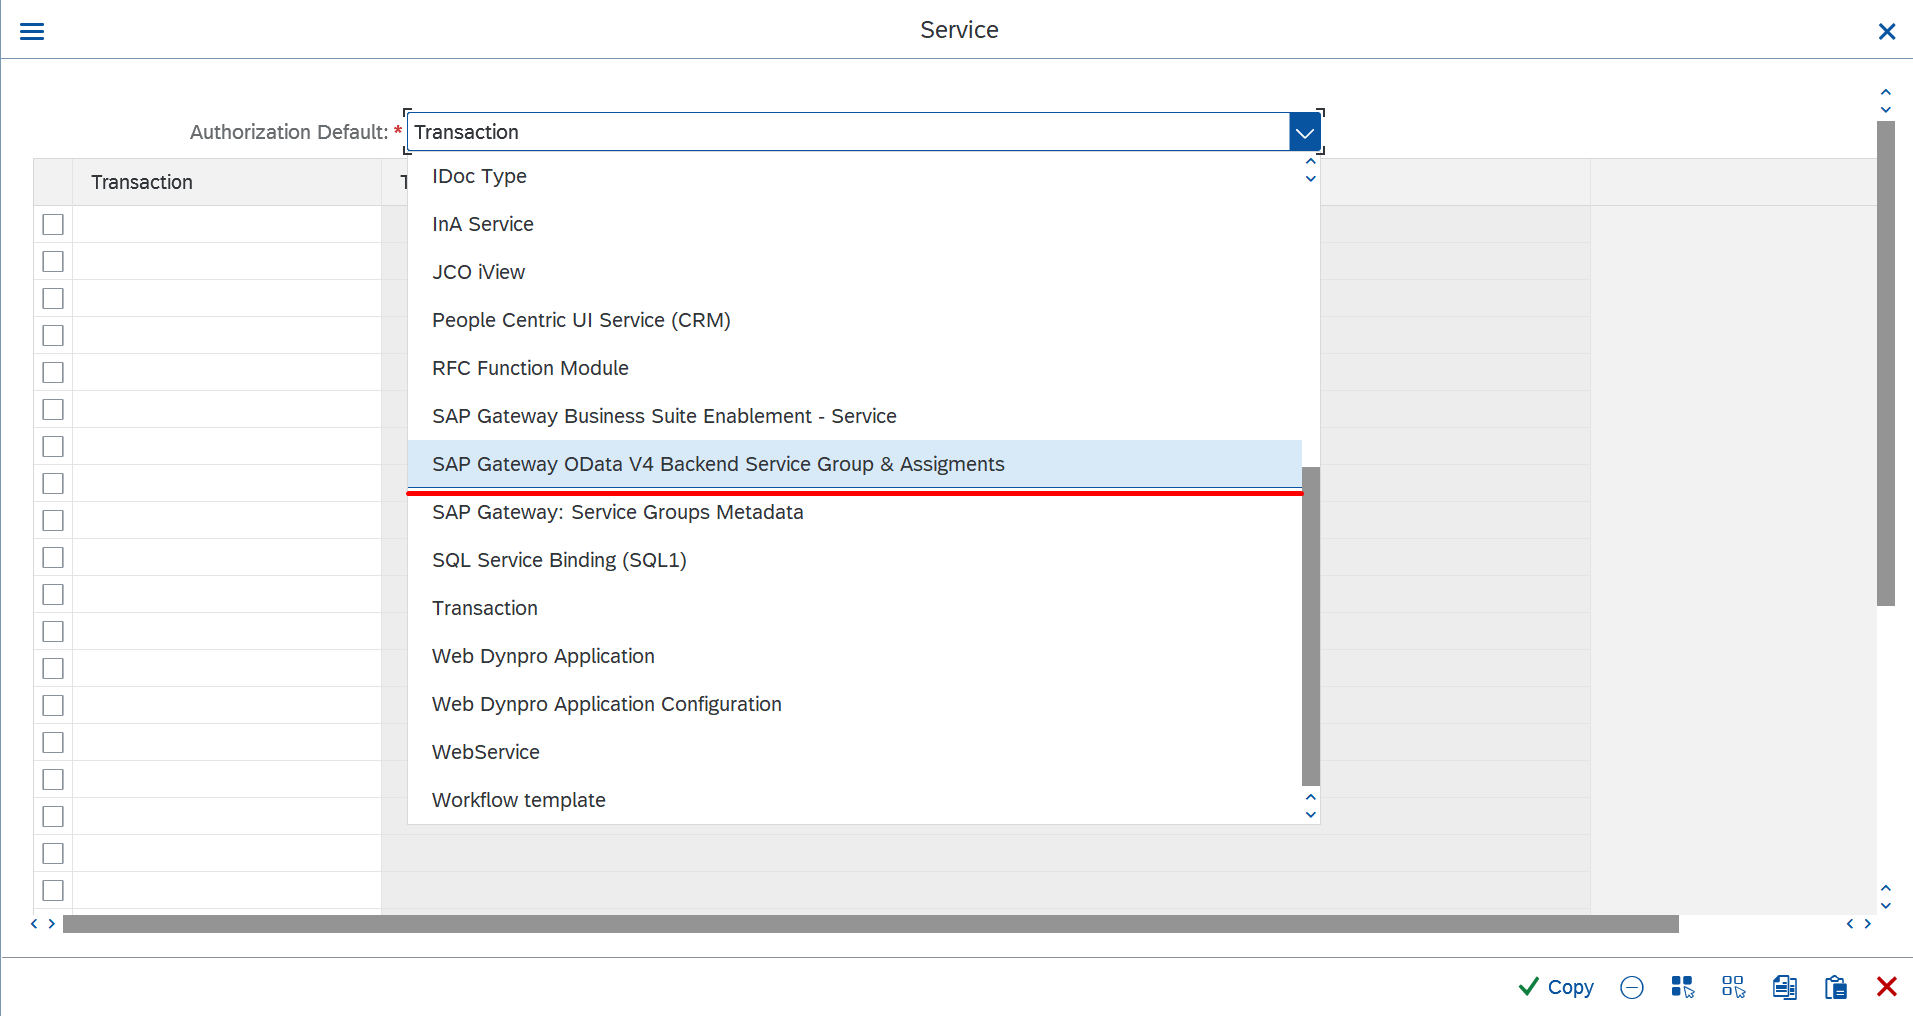 Service
Authorization Default: * Transaction
Transaction
IDoc Type
InA Service
JCO iView
People Centric UI Service (CRM)
RFC Function Module
SAP Gateway Business Suite Enablement - Service
SAP Gateway OData V4 Backend Service Group & Assigments
SAP Gateway: Service Groups Metadata
SQL Service Binding (SQL1)
Transaction
Web Dynpro Application
Web Dynpro Application Configuration
WebService
Workflow template
Copy